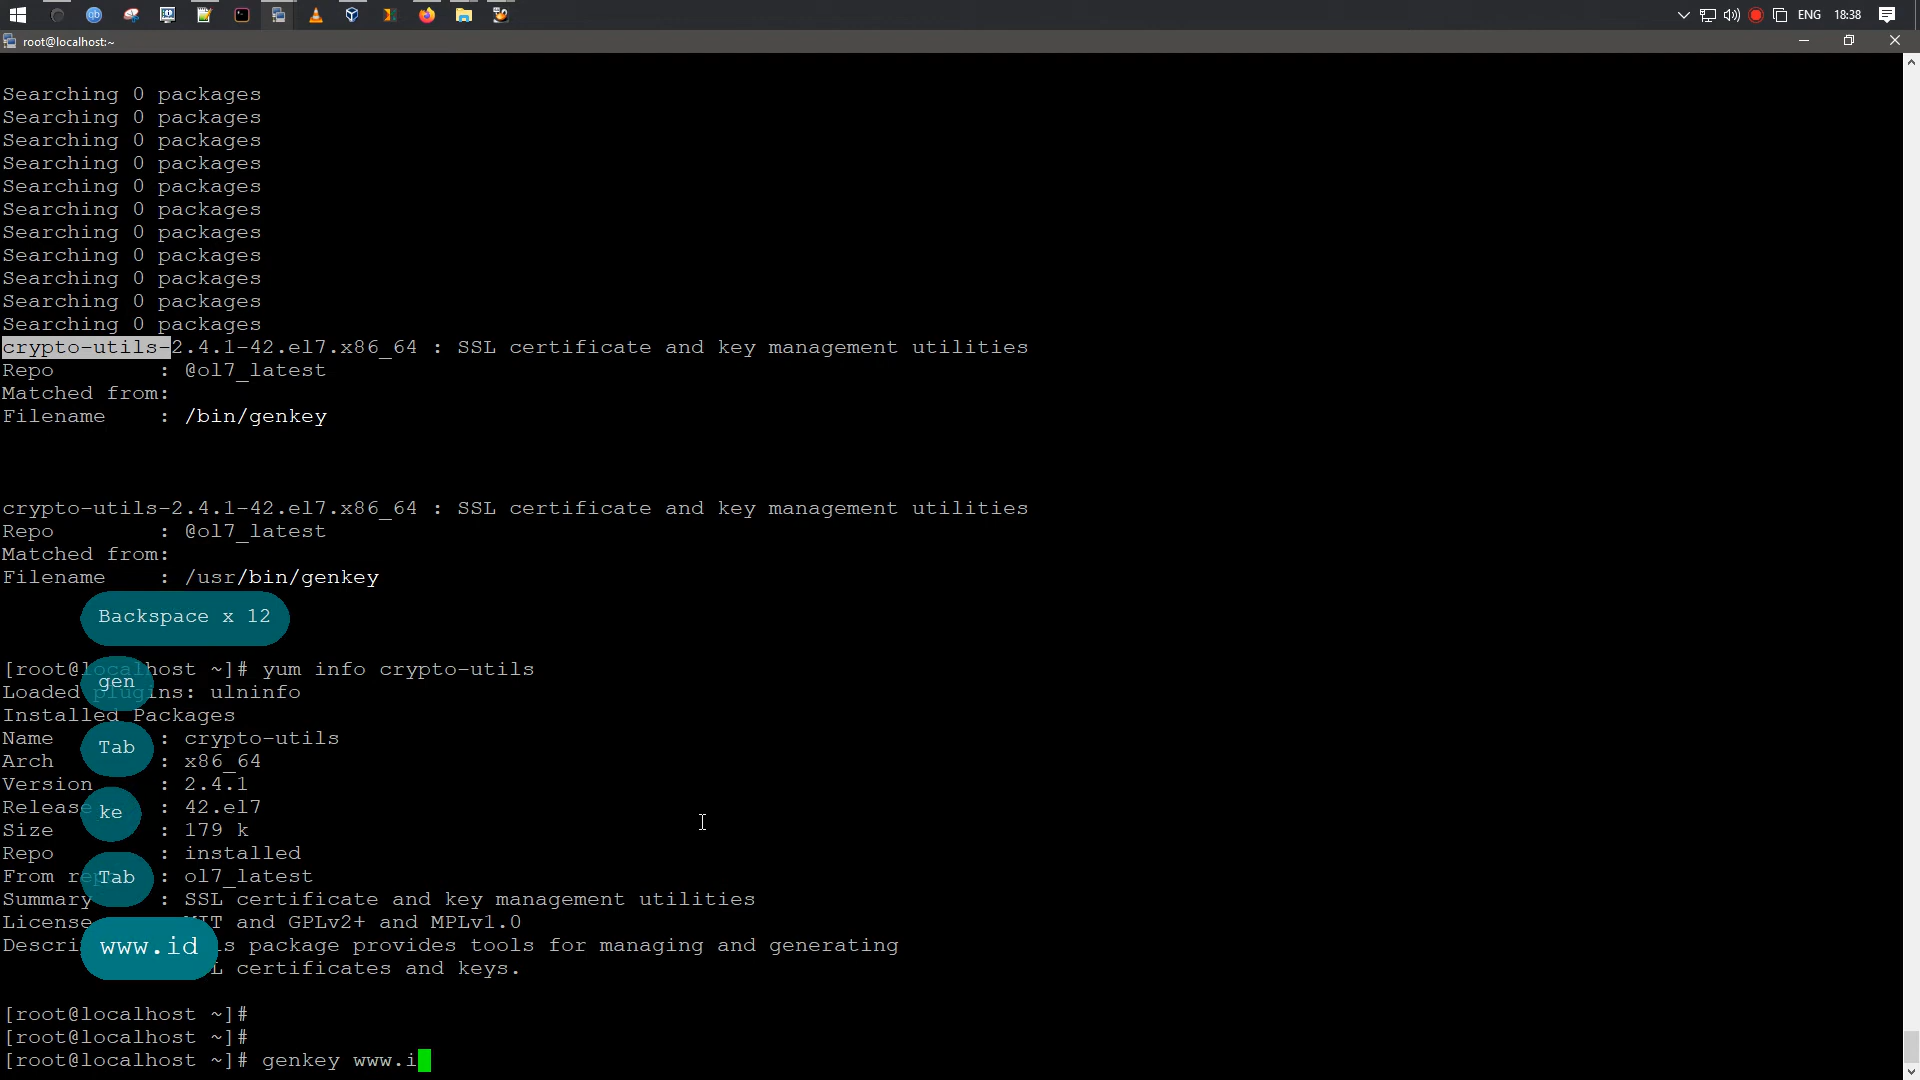 ENG 18:38
root@localhost:~
Searching 0 packages
Searching 0 packages
Searching 0 packages
Searching 0 packages
Searching 0 packages
Searching 0 packages
Searching 0 packages
Searching 0 packages
Searching 0 packages
Searching 0 packages
Searching 0 packages
crypto-utils-2.4.1-42.el7.x86_64 : SSL certificate and key management utilities
Repo : @ol7_latest
Matched from:
Filename : /bin/genkey
crypto-utils-2.4.1-42.el7.x86_64 : SSL certificate and key management utilities
Repo : @ol7_latest
Matched from:
Filename : /usr/bin/genkey
Backspace x 12
[root@localhost ~]# yum info crypto-utils
gen
Loaded plugins: ulninfo
Installed Packages
Name : crypto-utils
Tab
Arch : x86_64
Version : 2.4.1
Release : 42.el7
ke
Size : 179 k
Repo : installed
From rep : ol7_latest
Tab
Summary : SSL certificate and key management utilities
License : MIT and GPLv2+ and MPLv1.0
Descri s package provides tools for managing and generating
www.id
L certificates and keys.
[root@localhost ~]#
[root@localhost ~]#
[root@localhost ~]# genkey www.i